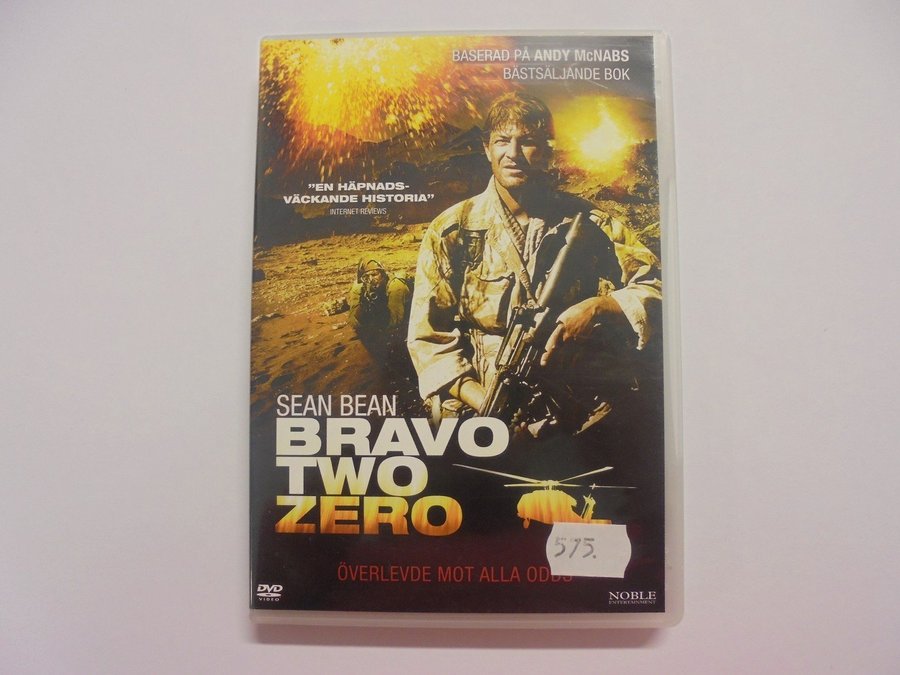 BASERAD PÅ ANDY McNABS
BÄSTSÄLJANDE BOK
"EN HÄPNADS-
VÄCKANDE HISTORIA"
INTERNET REVIEWS
SEAN BEAN
BRAVO
TWO
ZERO
575.
ÖVERLEVDE MOT ALLA ODDS
DVD
VIDEO
NOBLE
ENTERTAINMENT